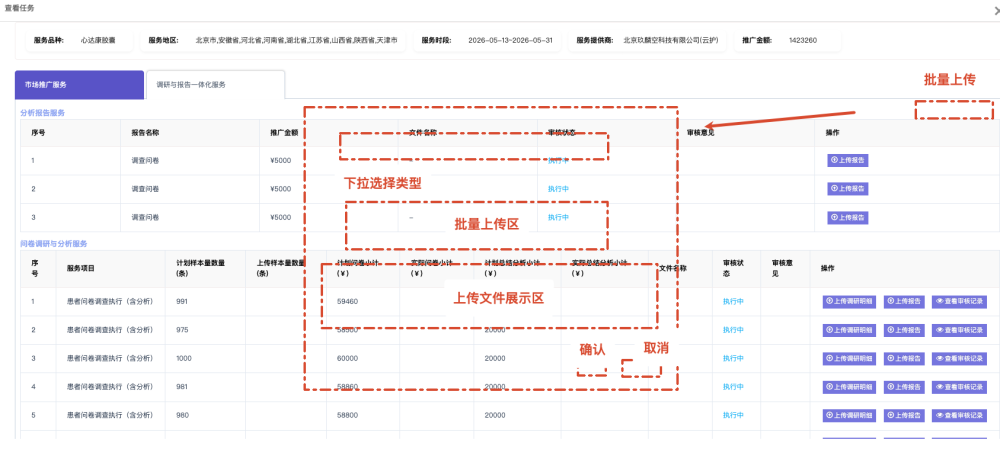 查看任务
服务品种: 心达康胶囊 服务地区: 北京市,安徽省,河北省,河南省,湖北省,江苏省,山西省,陕西省,天津市 服务时段: 2026-05-13-2026-05-31 服务提供商: 北京玖麟空科技有限公司(云护) 推广金额: 1423260
市场推广服务 调研与报告一体化服务
批量上传
分析报告服务
序号 报告名称 推广金额 文件名称 审核状态 审核意见 操作
1 调查问卷 ¥5000 – 执行中 上传报告
下拉选择类型
2 调查问卷 ¥5000 执行中 上传报告
3 调查问卷 ¥5000 – 执行中 上传报告
批量上传区
问卷调研与分析服务
序号 服务项目 计划样本量数量(条) 上传样本量数量(条) 计划问卷小计(¥) 实际问卷小计(¥) 计划总结分析小计(¥) 实际总结分析小计(¥) 文件名称 审核状态 审核意见 操作
1 患者问卷调查执行（含分析） 991 59460 执行中 上传调研明细 上传报告 查看审核记录
上传文件展示区
2 患者问卷调查执行（含分析） 975 58500 20000 执行中 上传调研明细 上传报告 查看审核记录
确认 取消
3 患者问卷调查执行（含分析） 1000 60000 20000 执行中 上传调研明细 上传报告 查看审核记录
4 患者问卷调查执行（含分析） 981 58860 20000 执行中 上传调研明细 上传报告 查看审核记录
5 患者问卷调查执行（含分析） 980 58800 20000 执行中 上传调研明细 上传报告 查看审核记录